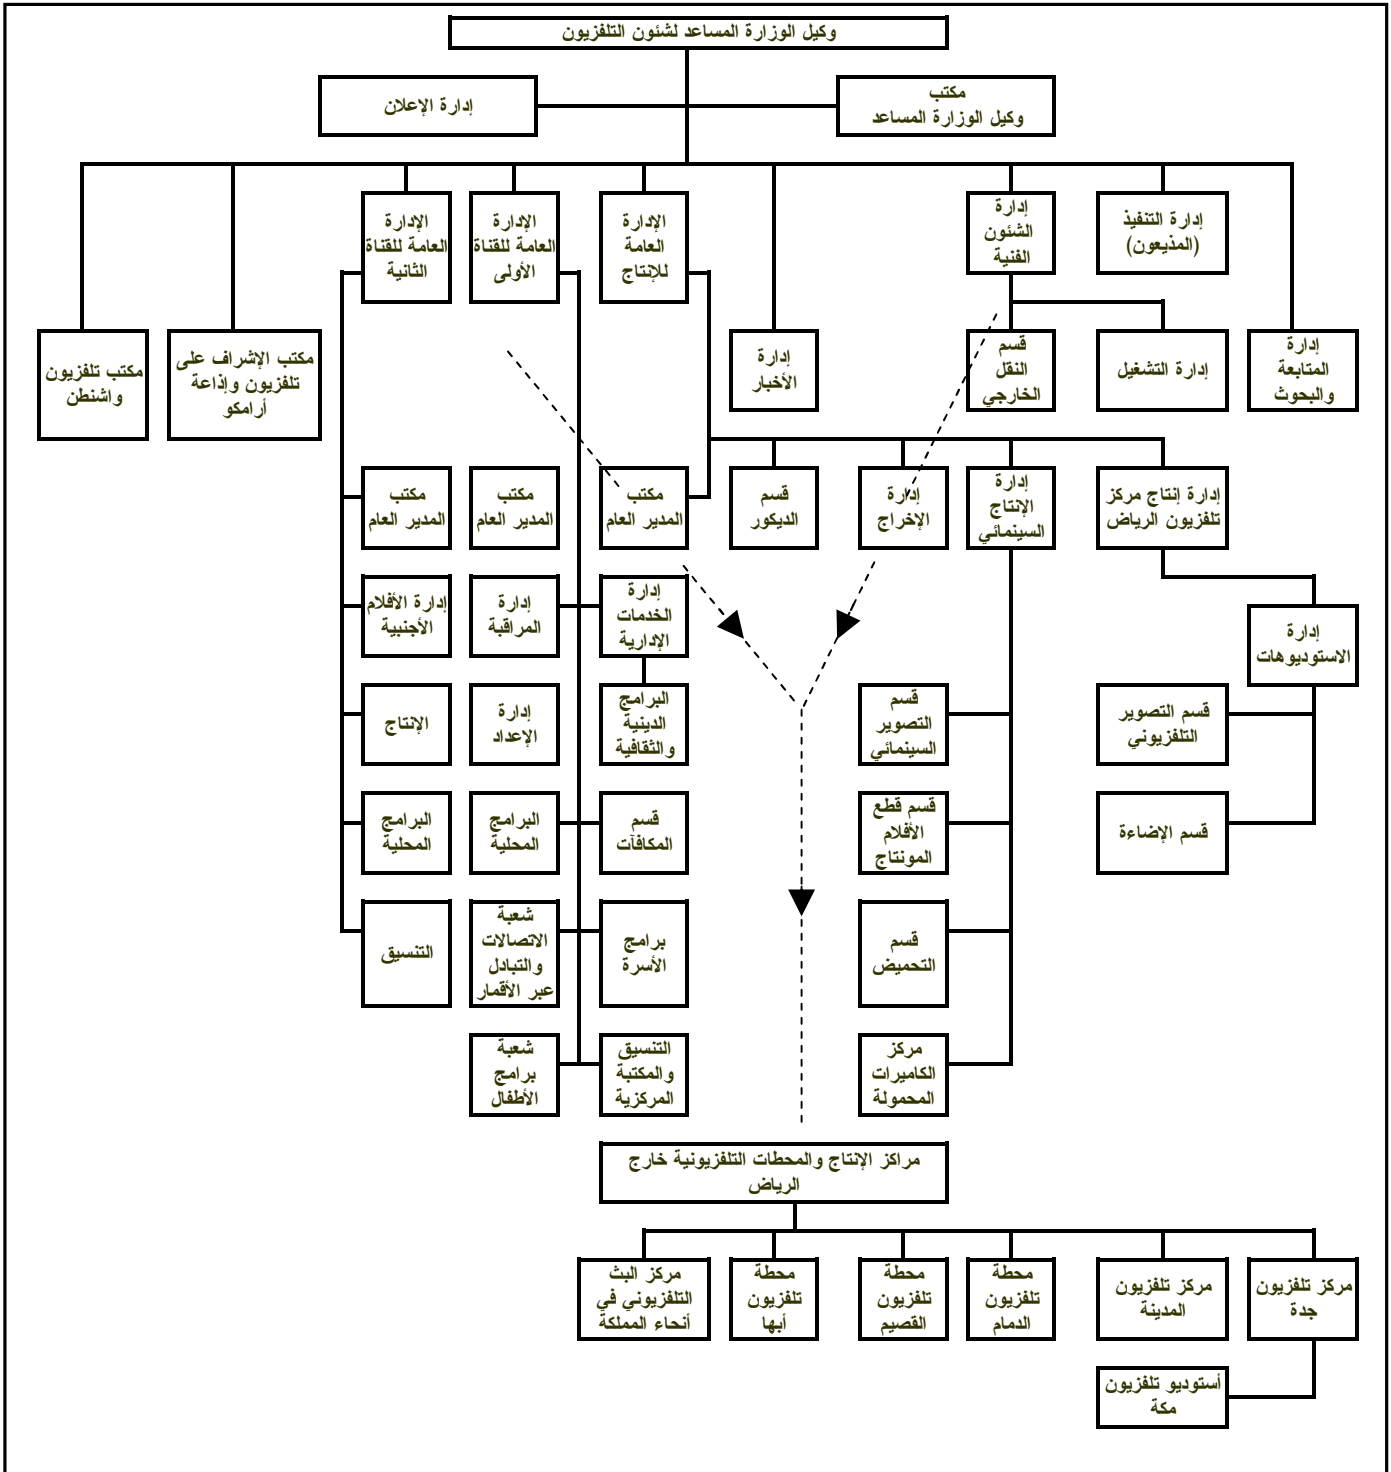 وكيل الوزارة المساعد لشئون التلفزيون
مكتب
وكيل الوزارة المساعد
إدارة الإعلان
إدارة التنفيذ
(المذيعون)
إدارة
الشئون
الفنية
الإدارة
العامة
للإنتاج
الإدارة
العامة للقناة
الأولى
الإدارة
العامة للقناة
الثانية
إدارة
المتابعة
والبحوث
إدارة التشغيل
قسم
النقل
الخارجي
إدارة
الأخبار
مكتب الإشراف على
تلفزيون وإذاعة
أرامكو
مكتب تلفزيون
واشنطن
إدارة إنتاج مركز
تلفزيون الرياض
إدارة
الإنتاج
السينمائي
إدارة
الإخراج
قسم
الديكور
مكتب
المدير العام
مكتب
المدير العام
مكتب
المدير العام
إدارة
الاستوديوهات
إدارة
الخدمات
الإدارية
إدارة
المراقبة
إدارة الأفلام
الأجنبية
قسم التصوير
التلفزيوني
قسم
التصوير
السينمائي
البرامج
الدينية
والثقافية
إدارة
الإعداد
الإنتاج
قسم الإضاءة
قسم قطع
الأفلام
المونتاج
قسم
المكافآت
البرامج
المحلية
البرامج
المحلية
قسم
التحميض
برامج
الأسرة
شعبة
الاتصالات
والتبادل
عبر الأقمار
التنسيق
مركز
الكاميرات
المحمولة
التنسيق
والمكتبة
المركزية
شعبة
برامج
الأطفال
مراكز الإنتاج والمحطات التلفزيونية خارج
الرياض
مركز تلفزيون
جدة
مركز تلفزيون
المدينة
محطة
تلفزيون
الدمام
محطة
تلفزيون
القصيم
محطة
تلفزيون
أبها
مركز البث
التلفزيوني في
أنحاء المملكة
أستوديو تلفزيون
مكة